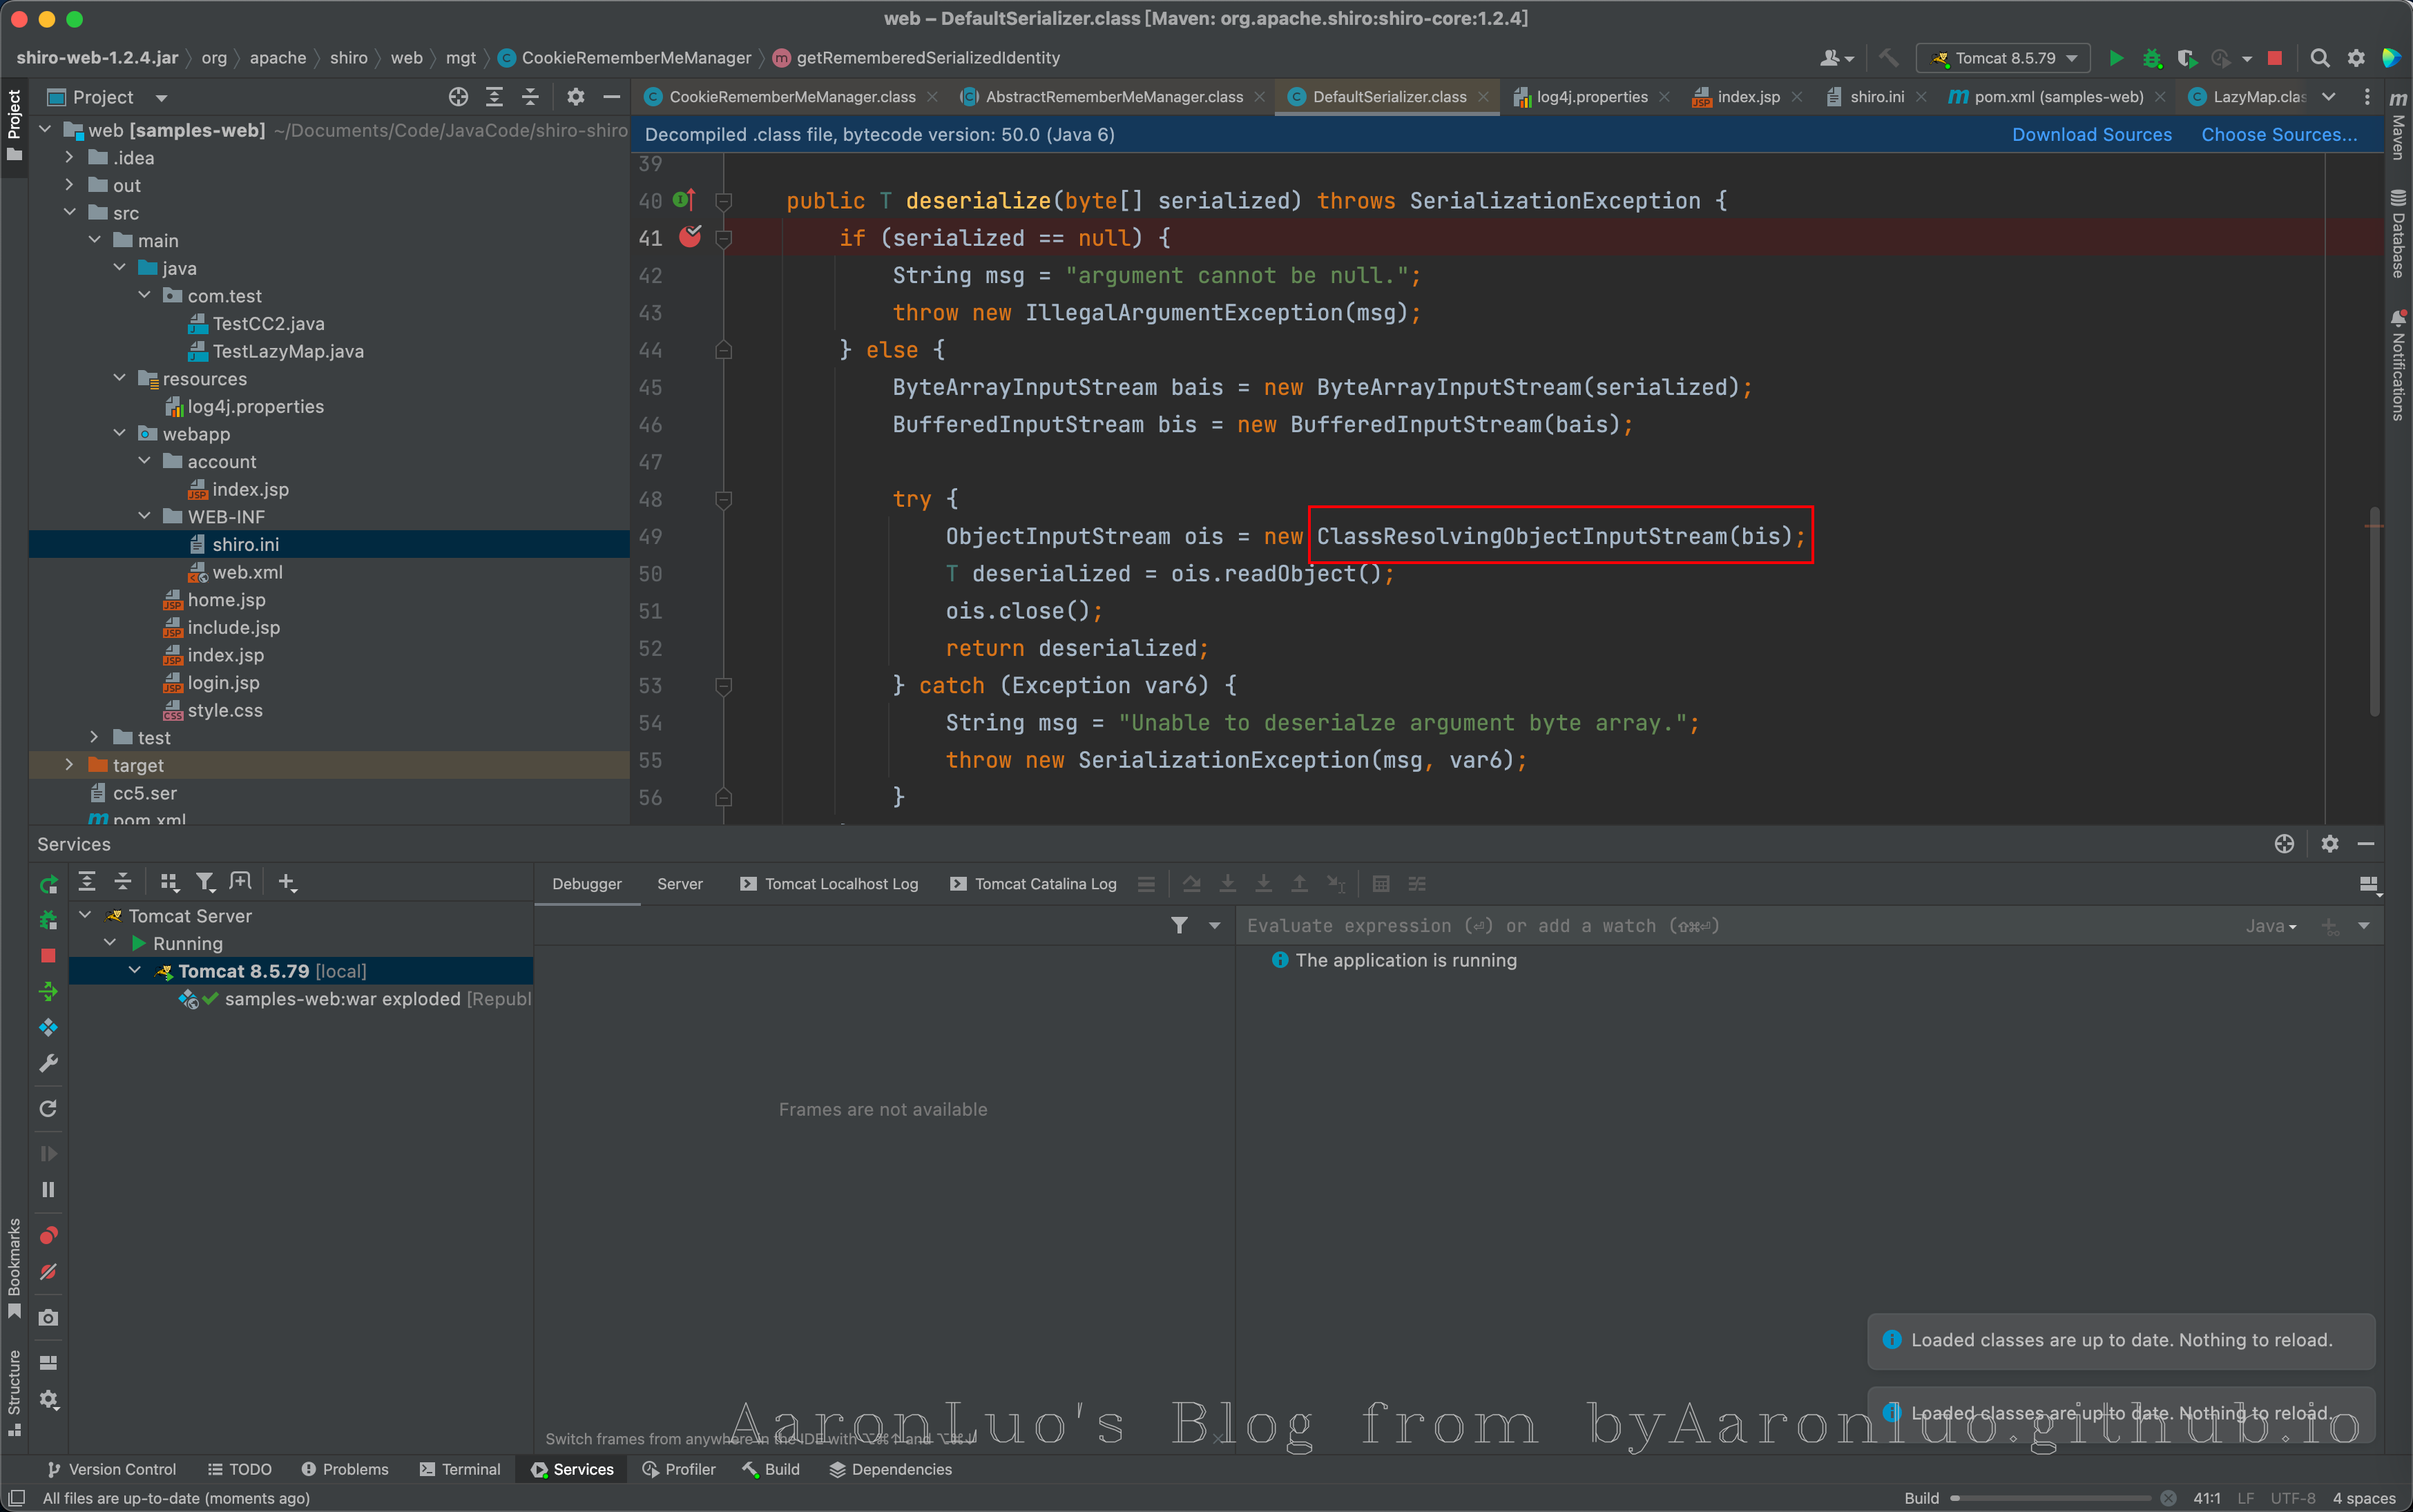 web – DefaultSerializer.class [Maven: org.apache.shiro:shiro-core:1.2.4]
shiro-web-1.2.4.jar org apache shiro web mgt CookieRememberMeManager getRememberedSerializedIdentity
Tomcat 8.5.79
Project
Project
CookieRememberMeManager.class AbstractRememberMeManager.class DefaultSerializer.class log4j.properties index.jsp shiro.ini pom.xml (samples-web) LazyMap.clas
Maven
Database
Notifications
web [samples-web] ~/Documents/Code/JavaCode/shiro-shiro
.idea
out
src
main
java
com.test
TestCC2.java
TestLazyMap.java
resources
log4j.properties
webapp
account
index.jsp
WEB-INF
shiro.ini
web.xml
home.jsp
include.jsp
index.jsp
login.jsp
style.css
test
target
cc5.ser
pom.xml
Decompiled .class file, bytecode version: 50.0 (Java 6) Download Sources Choose Sources...
39
40 public T deserialize(byte[] serialized) throws SerializationException {
41 if (serialized == null) {
42 String msg = "argument cannot be null.";
43 throw new IllegalArgumentException(msg);
44 } else {
45 ByteArrayInputStream bais = new ByteArrayInputStream(serialized);
46 BufferedInputStream bis = new BufferedInputStream(bais);
47
48 try {
49 ObjectInputStream ois = new ClassResolvingObjectInputStream(bis);
50 T deserialized = ois.readObject();
51 ois.close();
52 return deserialized;
53 } catch (Exception var6) {
54 String msg = "Unable to deserialze argument byte array.";
55 throw new SerializationException(msg, var6);
56 }
Services
Debugger Server Tomcat Localhost Log Tomcat Catalina Log
Tomcat Server
Running
Tomcat 8.5.79 [local]
samples-web:war exploded [Republ
Evaluate expression (⏎) or add a watch (⇧⌘⏎) Java
The application is running
Frames are not available
Bookmarks
Structure
Loaded classes are up to date. Nothing to reload.
Loaded classes are up to date. Nothing to reload.
AaronLuo's Blog from byAaronluo.github.io
Switch frames from anywhere in the IDE with ⌥⌘↑ and ⌥⌘↓
Version Control TODO Problems Terminal Services Profiler Build Dependencies
All files are up-to-date (moments ago) Build 41:1 LF UTF-8 4 spaces